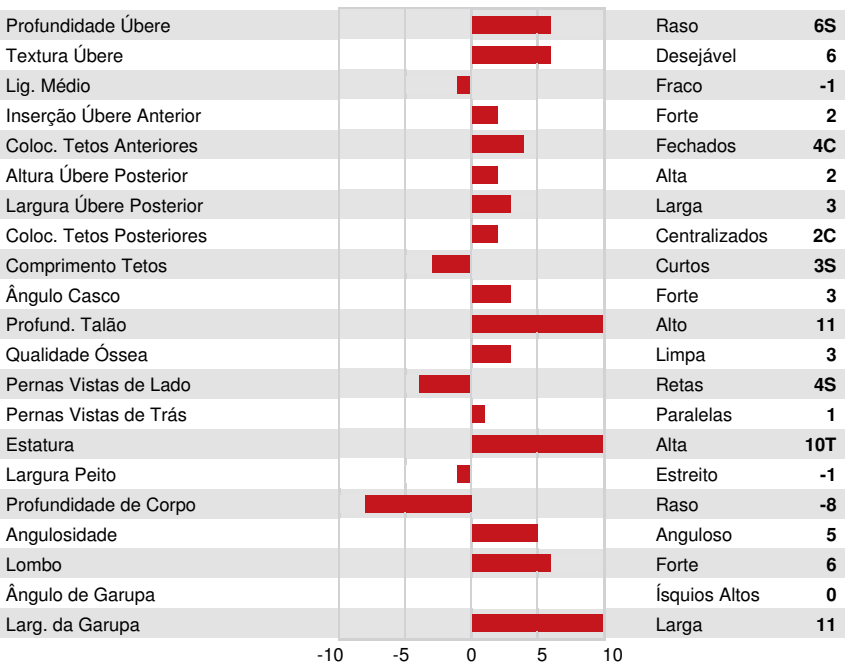 Profundidade Úbere Raso 6S
Textura Úbere Desejável 6
Lig. Médio Fraco -1
Inserção Úbere Anterior Forte 2
Coloc. Tetos Anteriores Fechados 4C
Altura Úbere Posterior Alta 2
Largura Úbere Posterior Larga 3
Coloc. Tetos Posteriores Centralizados 2C
Comprimento Tetos Curtos 3S
Ângulo Casco Forte 3
Profund. Talão Alto 11
Qualidade Óssea Limpa 3
Pernas Vistas de Lado Retas 4S
Pernas Vistas de Trás Paralelas 1
Estatura Alta 10T
Largura Peito Estreito -1
Profundidade de Corpo Raso -8
Angulosidade Anguloso 5
Lombo Forte 6
Ângulo de Garupa Ísquios Altos 0
Larg. da Garupa Larga 11
-10 -5 0 5 10